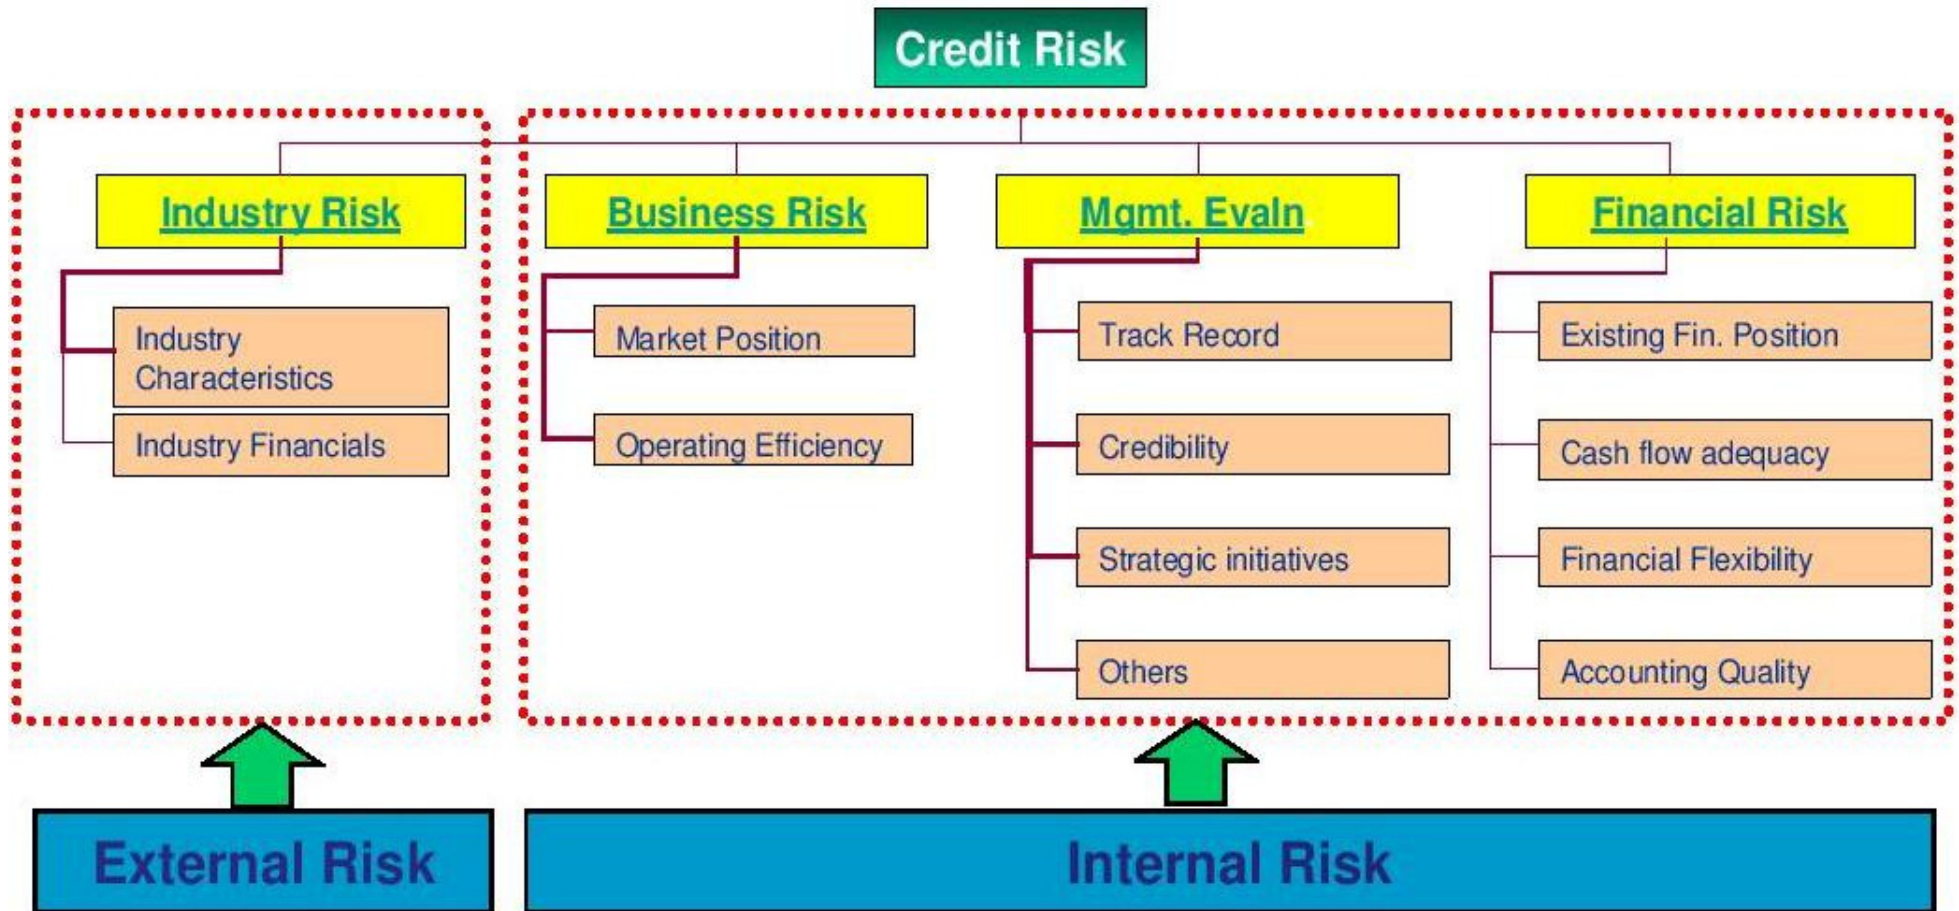 Credit Risk
Industry Risk
Industry
Characteristics
Industry Financials
Business Risk
Market Position
Operating Efficiency
Mgmt. Evaln.
Track Record
Credibility
Strategic initiatives
Others
Financial Risk
Existing Fin. Position
Cash flow adequacy
Financial Flexibility
Accounting Quality
External Risk
Internal Risk